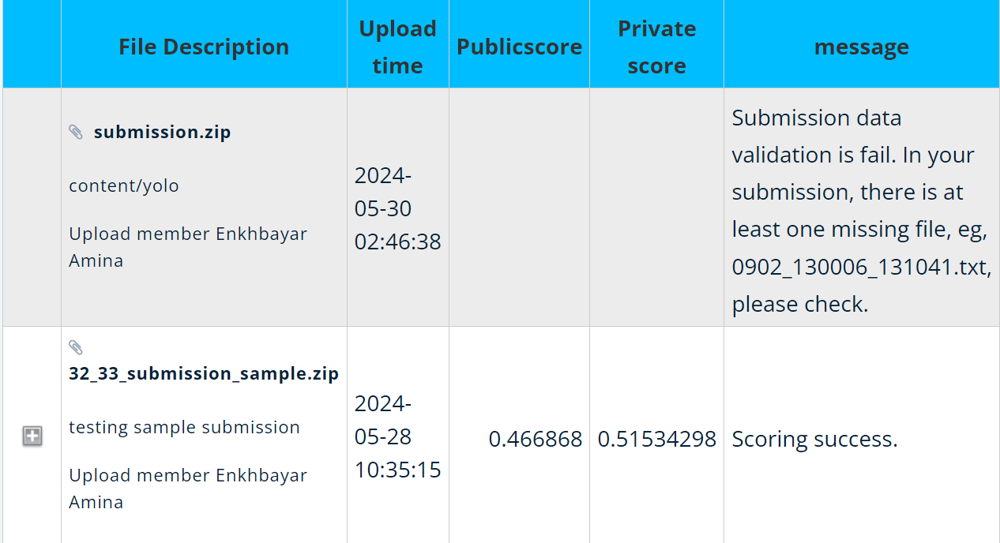 File Description
Upload
time
Publicscore
Private
score
message
submission.zip
content/yolo
Upload member Enkhbayar
Amina
2024-
05-30
02:46:38
Submission data
validation is fail. In your
submission, there is at
least one missing file, eg,
0902_130006_131041.txt,
please check.
32_33_submission_sample.zip
testing sample submission
Upload member Enkhbayar
Amina
2024-
05-28
10:35:15
0.466868
0.51534298
Scoring success.